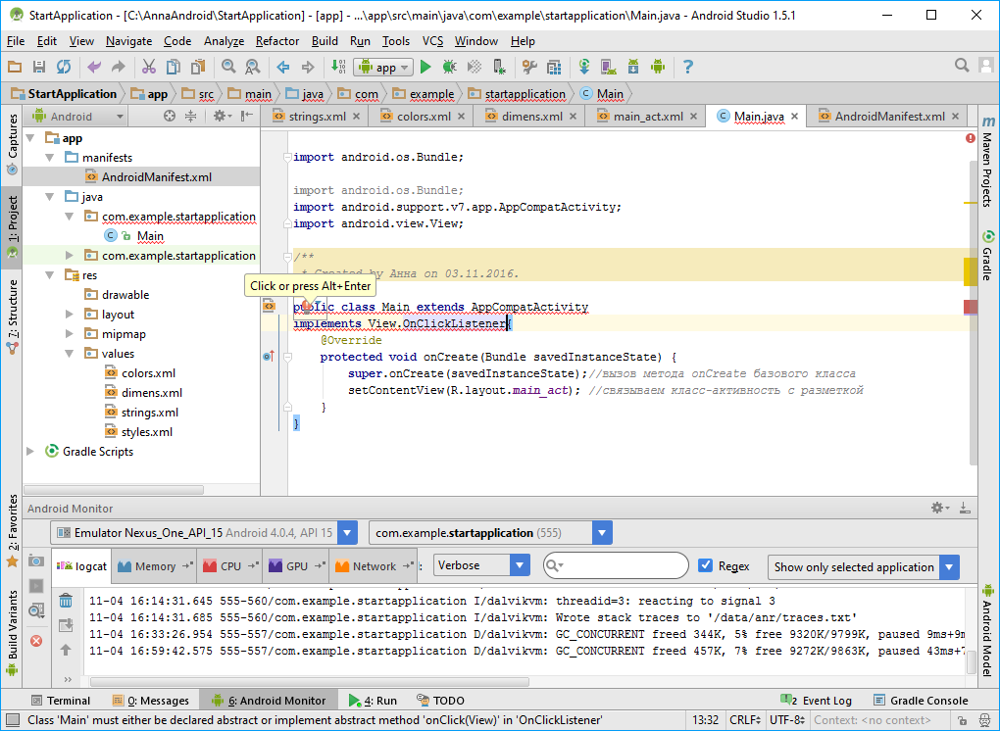 StartApplication - [C:\AnnaAndroid\StartApplication] - [app] - ...\app\src\main\java\com\example\startapplication\Main.java - Android Studio 1.5.1
File Edit View Navigate Code Analyze Refactor Build Run Tools VCS Window Help
app
StartApplication app src main java com example startapplication Main
Android
strings.xml colors.xml dimens.xml main_act.xml Main.java AndroidManifest.xml
Captures
1: Project
7: Structure
2: Favorites
Build Variants
app
manifests
AndroidManifest.xml
java
com.example.startapplication
Main
com.example.startapplication
res
drawable
layout
mipmap
values
colors.xml
dimens.xml
strings.xml
styles.xml
Gradle Scripts
import android.os.Bundle;
import android.os.Bundle;
import android.support.v7.app.AppCompatActivity;
import android.view.View;
/**
* Created by Анна on 03.11.2016.
Click or press Alt+Enter
public class Main extends AppCompatActivity
implements View.OnClickListener{
@Override
protected void onCreate(Bundle savedInstanceState) {
super.onCreate(savedInstanceState);//вызов метода onCreate базового класса
setContentView(R.layout.main_act); //связываем класс-активность с разметкой
}
}
Maven Projects
Gradle
Android Model
Android Monitor
Emulator Nexus_One_API_15 Android 4.0.4, API 15 com.example.startapplication (555)
logcat Memory CPU GPU Network Verbose Regex Show only selected application
11-04 16:14:31.645 555-560/com.example.startapplication I/dalvikvm: threadid=3: reacting to signal 3
11-04 16:14:31.685 555-560/com.example.startapplication I/dalvikvm: Wrote stack traces to '/data/anr/traces.txt'
11-04 16:33:26.954 555-557/com.example.startapplication D/dalvikvm: GC_CONCURRENT freed 344K, 5% free 9320K/9799K, paused 9ms+9m
11-04 16:59:42.575 555-557/com.example.startapplication D/dalvikvm: GC_CONCURRENT freed 457K, 7% free 9272K/9863K, paused 43ms+7
Terminal 0: Messages 6: Android Monitor 4: Run TODO 2 Event Log Gradle Console
Class 'Main' must either be declared abstract or implement abstract method 'onClick(View)' in 'OnClickListener' 13:32 CRLF UTF-8 Context: <no context>